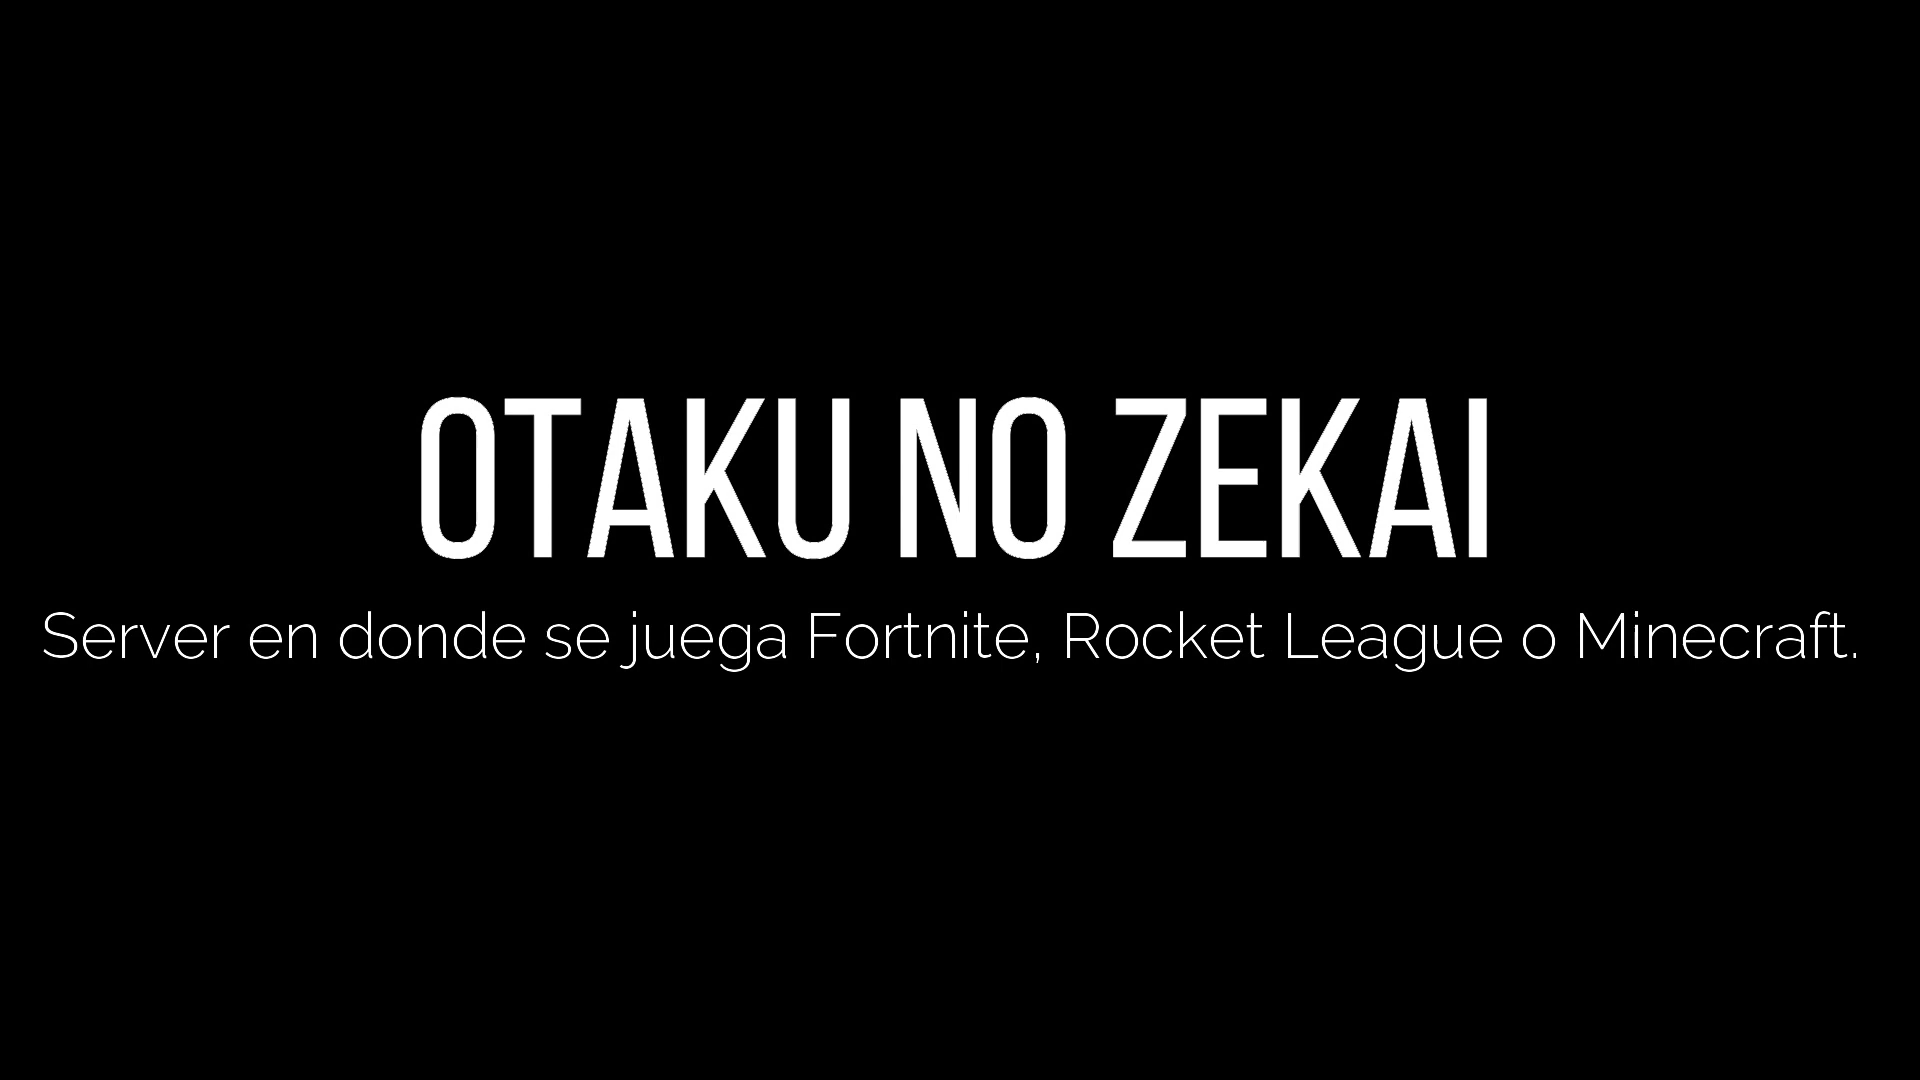 OTAKU NO ZEKAI
Server en donde se juega Fortnite, Rocket League o Minecraft.